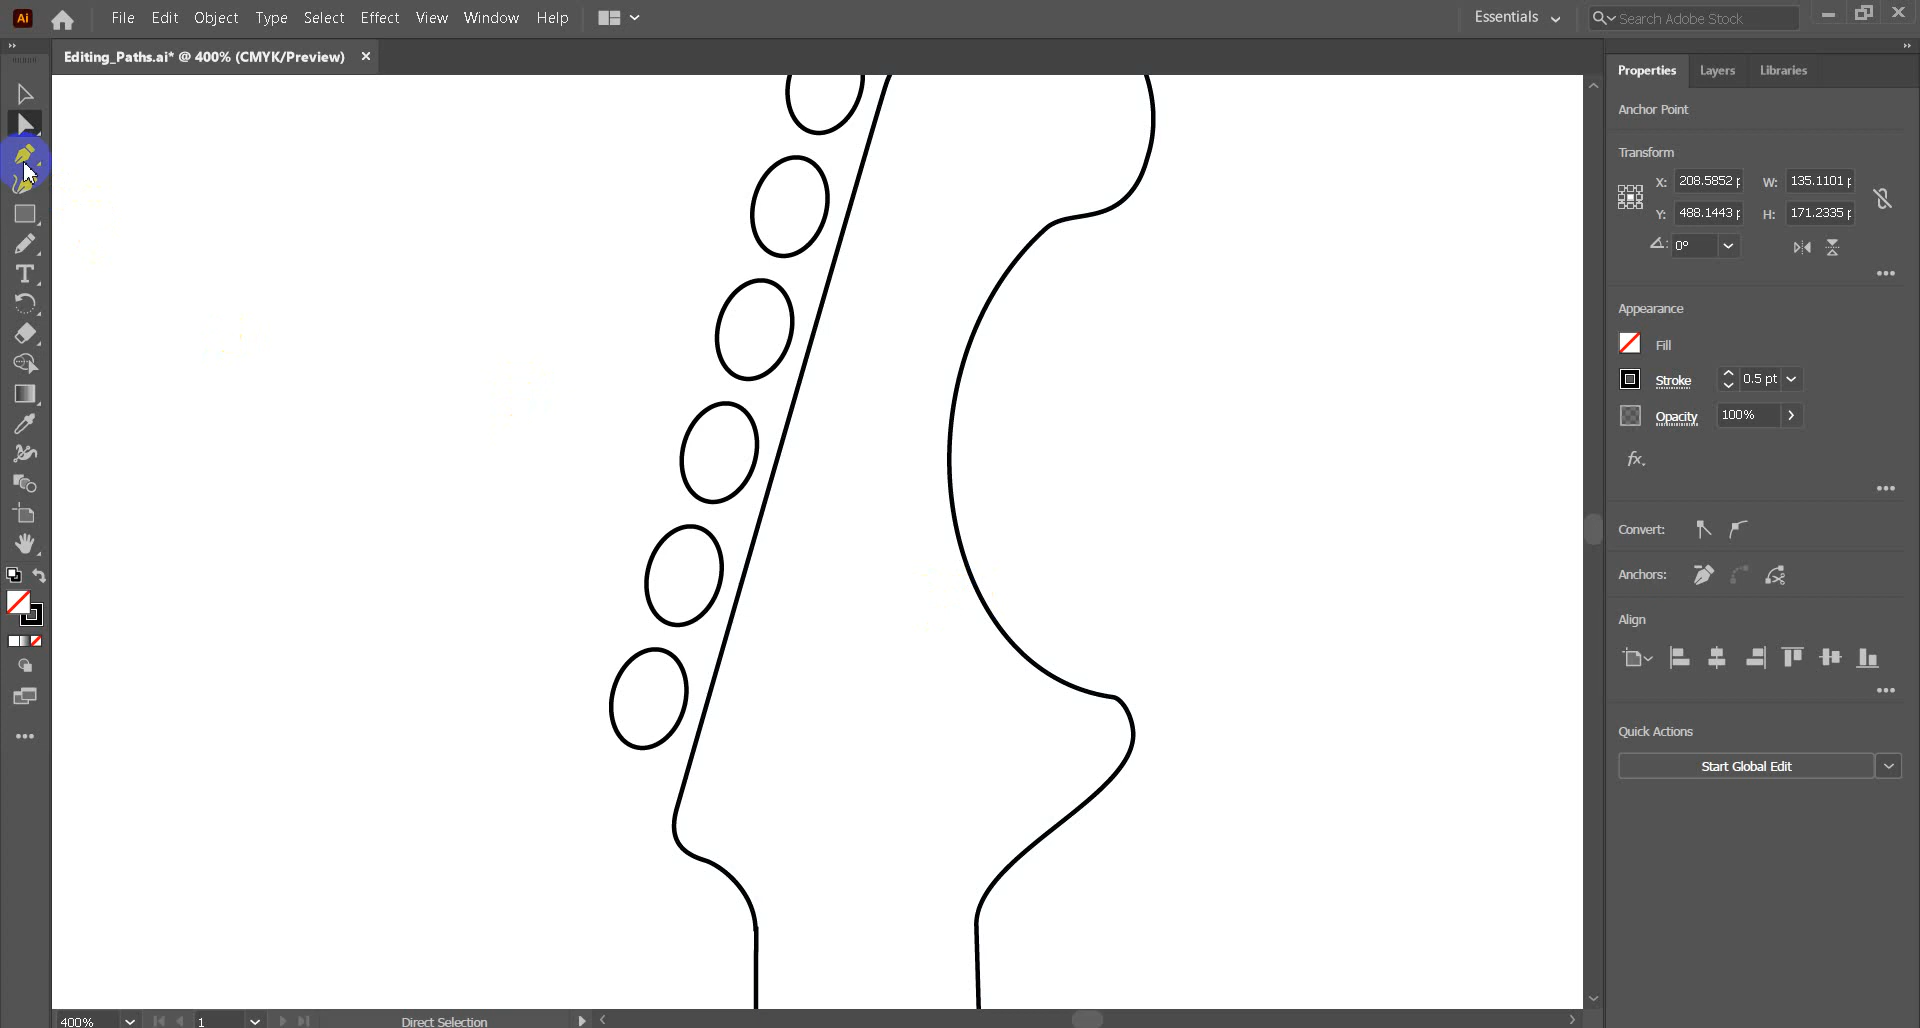 Ai File Edit Object Type Select Effect View Window Help Essentials Search Adobe Stock
Editing_Paths.ai* @ 400% (CMYK/Preview)
Properties Layers Libraries
Anchor Point
Transform
X: 208.5852 p W: 135.1101 p
Y: 488.1443 p H: 171.2335 p
0°
Appearance
Fill
Stroke 0.5 pt
Opacity 100%
fx.
Convert:
Anchors:
Align
Quick Actions
Start Global Edit
400% 1 Direct Selection